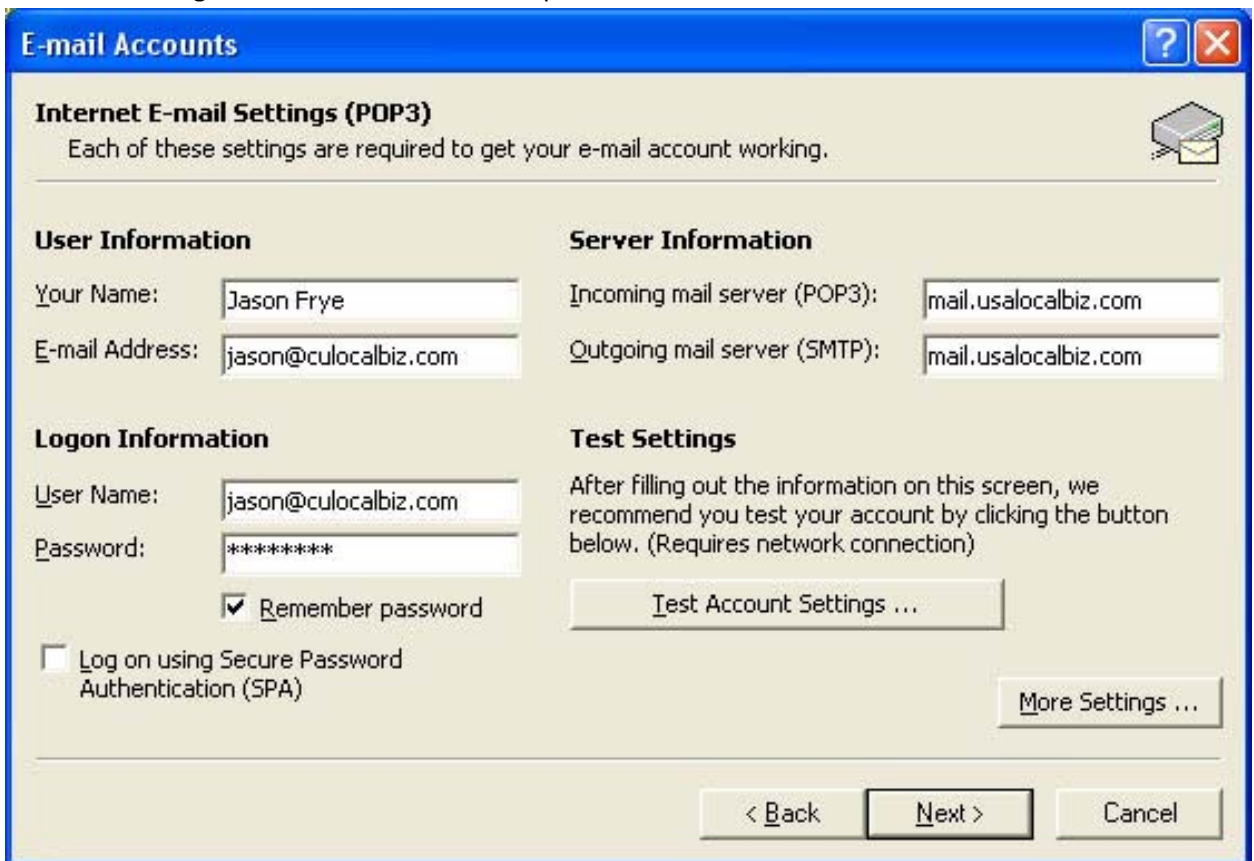 E-mail Accounts
Internet E-mail Settings (POP3)
Each of these settings are required to get your e-mail account working.
User Information
Your Name: Jason Frye
E-mail Address: jason@culocalbiz.com
Server Information
Incoming mail server (POP3): mail.usalocalbiz.com
Outgoing mail server (SMTP): mail.usalocalbiz.com
Logon Information
User Name: jason@culocalbiz.com
Password: ********
Remember password
Log on using Secure Password
Authentication (SPA)
Test Settings
After filling out the information on this screen, we
recommend you test your account by clicking the button
below. (Requires network connection)
Test Account Settings ...
More Settings ...
< Back
Next >
Cancel